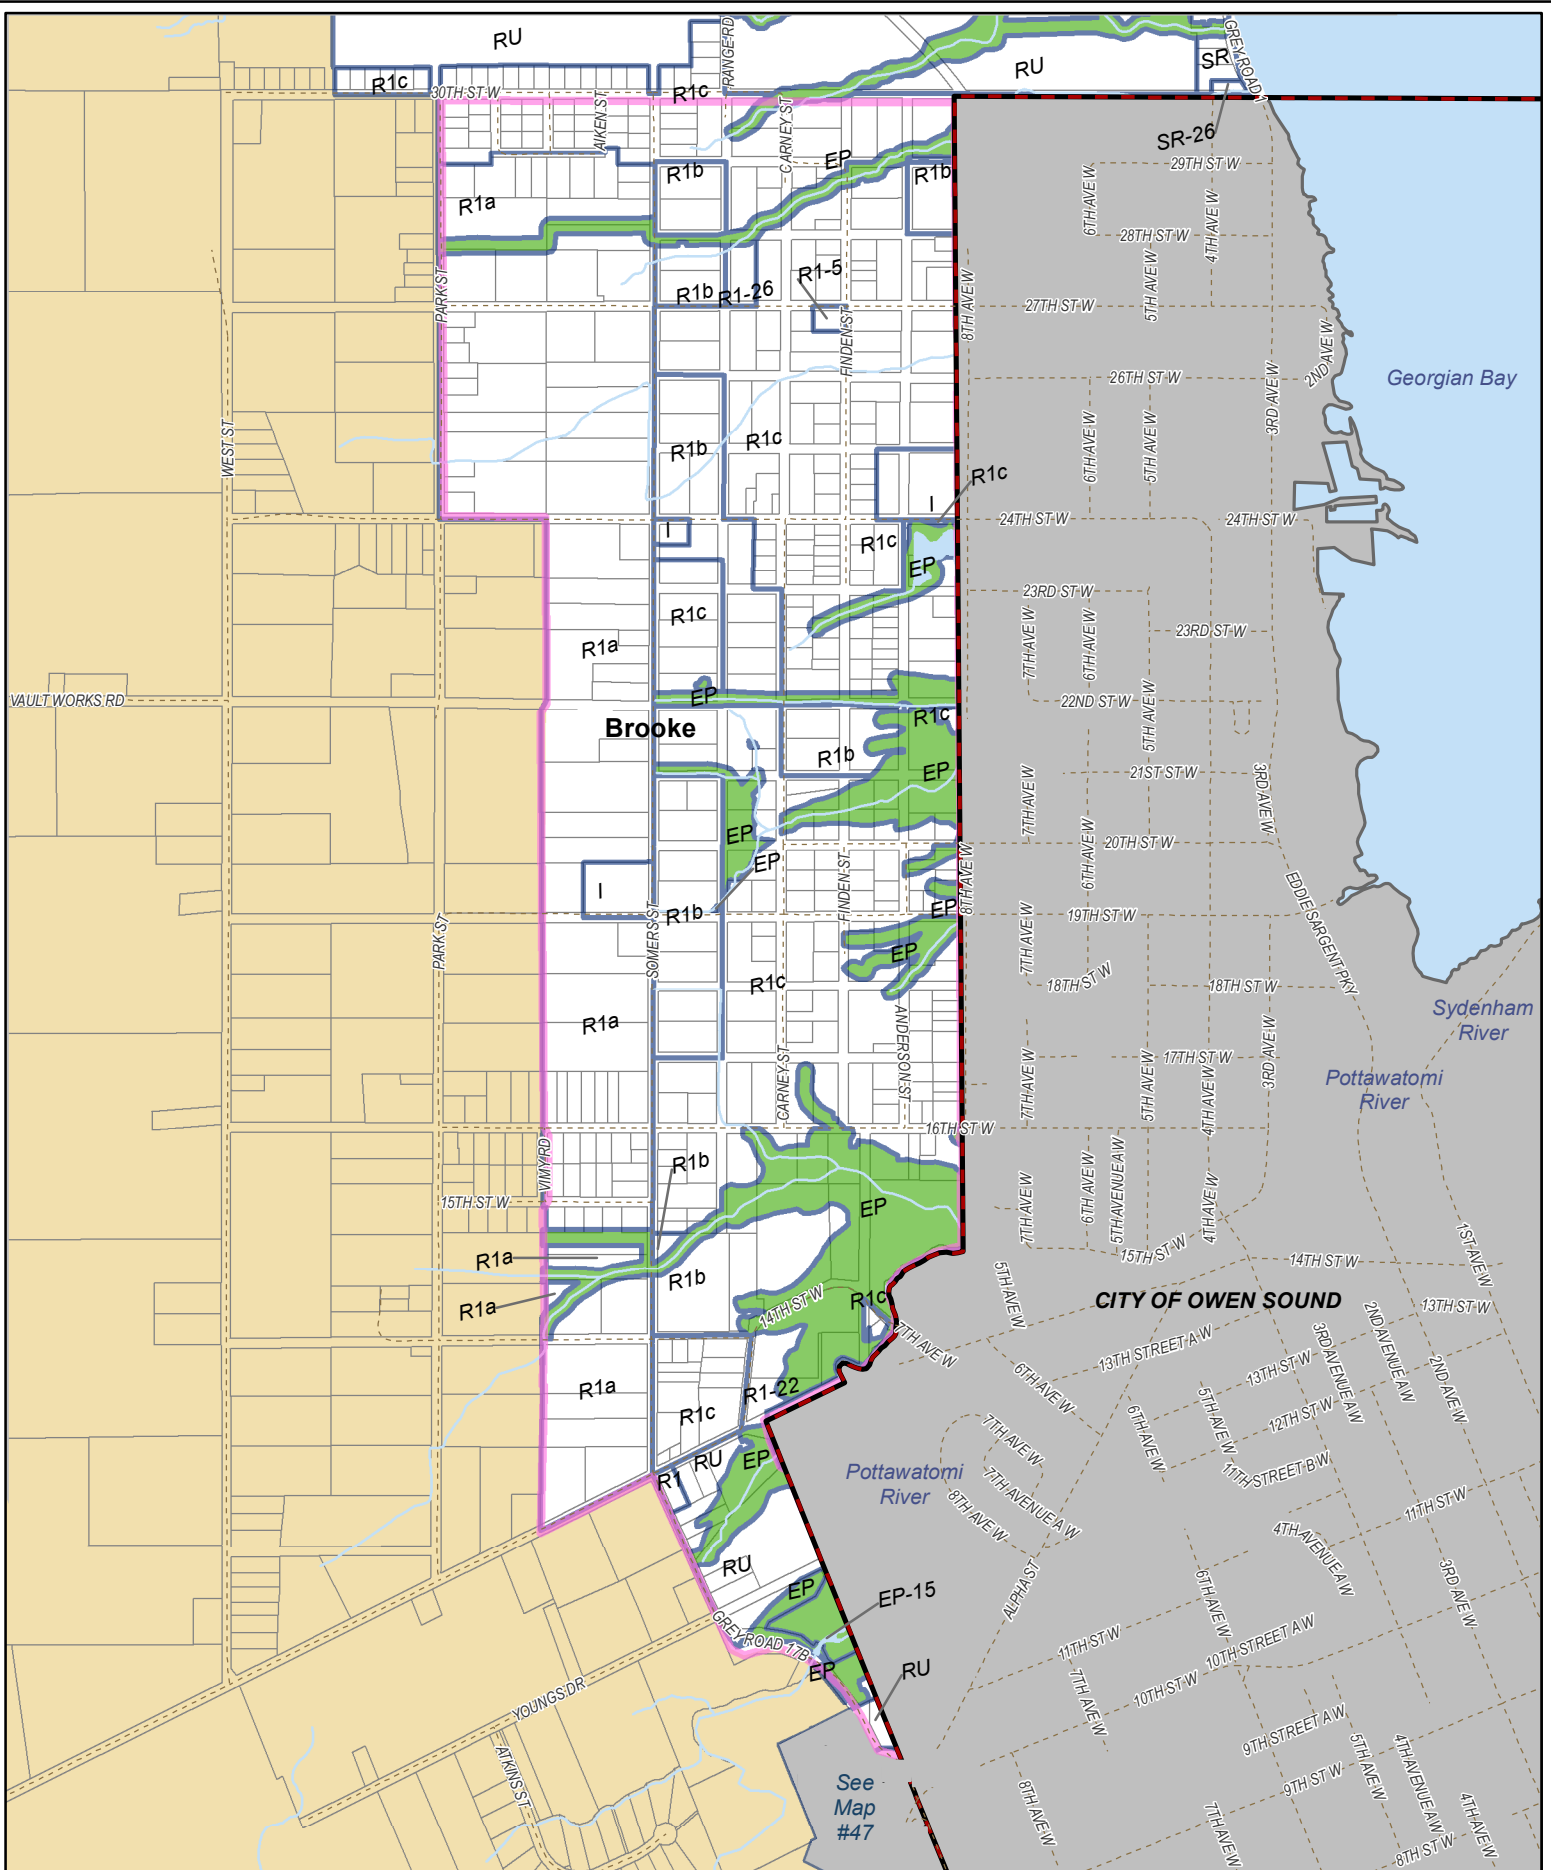 RU
RANGE RD
GREY ROAD 1
RU
SR
R1c
30TH ST W
R1c
AIKEN ST
CARNEY ST
SR-26
EP
29TH ST W
R1b
R1b
6TH AVE W
R1a
4TH AVE W
28TH ST W
PARK ST
R1-5
5TH AVE W
R1b
R1-26
8TH AVE W
27TH ST W
FINDEN ST
2ND AVE W
26TH ST W
Georgian Bay
3RD AVE W
WEST ST
R1b
R1c
6TH AVE W
5TH AVE W
R1c
I
24TH ST W
24TH ST W
I
R1c
EP
23RD ST W
R1c
7TH AVE W
6TH AVE W
23RD ST W
R1a
VAULT WORKS RD
EP
22ND ST W
5TH AVE W
R1c
Brooke
R1b
EP
21ST ST W
7TH AVE W
3RD AVE W
EP
20TH ST W
EP
6TH AVE W
8TH AVE W
FINDEN ST
I
EP
R1b
19TH ST W
EDDIE SARGENT PKY
PARK ST
SOMERS ST
7TH AVE W
EP
R1c
18TH ST W
18TH ST W
Sydenham
River
R1a
ANDERSON ST
3RD AVE W
17TH ST W
CARNEY ST
7TH AVE W
5TH AVE W
4TH AVE W
Pottawatomi
River
16TH ST W
VIMY RD
R1b
6TH AVE W
5TH AVENUE A W
15TH ST W
7TH AVE W
4TH AVE W
EP
1ST AVE W
R1a
15TH ST W
14TH ST W
R1b
5TH AVE W
R1a
14TH ST W
R1c
CITY OF OWEN SOUND
13TH ST W
7TH AVE W
13TH STREET A W
3RD AVENUE A W
2ND AVENUE A W
R1a
R1-22
6TH AVE W
13TH ST W
2ND AVE W
R1c
6TH AVE W
5TH AVE W
12TH ST W
7TH AVE W
RU
EP
Pottawatomi
River
R1
7TH AVENUE A W
11TH STREET B W
8TH AVE W
11TH ST W
4TH AVENUE A W
RU
EP
EP-15
ALPHA ST
6TH AVE W
3RD AVE W
GREY ROAD 17B
11TH ST W
10TH STREET A W
EP
RU
7TH AVE W
10TH ST W
YOUNGS DR
9TH STREET A W
ATKINS ST
5TH AVE W
4TH AVENUE A W
See
Map
#47
8TH AVE W
9TH ST W
7TH AVE W
4TH AVE W
8TH ST W